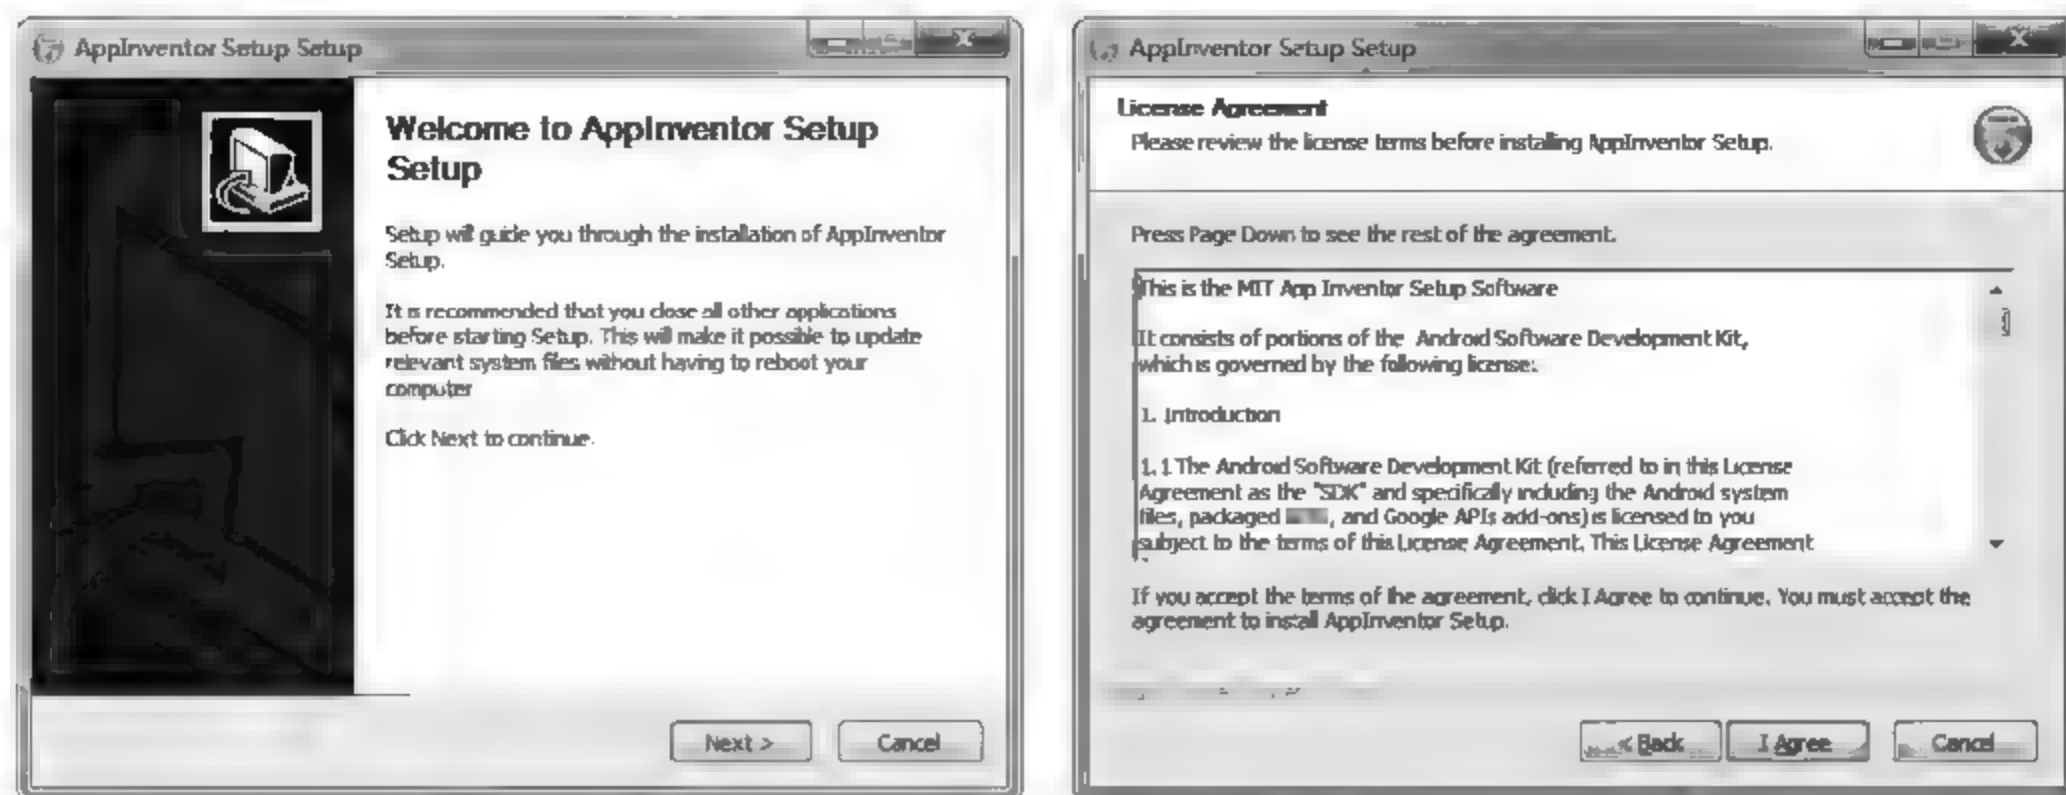 AppInventor Setup Setup
Welcome to AppInventor Setup
Setup
Setup will guide you through the installation of AppInventor
Setup.
It is recommended that you close all other applications
before starting Setup. This will make it possible to update
relevant system files without having to reboot your
computer
Click Next to continue.
Next >
Cancel
AppInventor Setup Setup
License Agreement
Please review the license terms before installing AppInventor Setup.
Press Page Down to see the rest of the agreement.
This is the MIT App Inventor Setup Software
It consists of portions of the Android Software Development Kit,
which is governed by the following license:
1. Introduction
1.1 The Android Software Development Kit (referred to in this License
Agreement as the "SDK" and specifically including the Android system
files, packaged , and Google APIs add-ons) is licensed to you
subject to the terms of this License Agreement. This License Agreement
If you accept the terms of the agreement, click I Agree to continue. You must accept the
agreement to install AppInventor Setup.
< Back
I Agree
Cancel